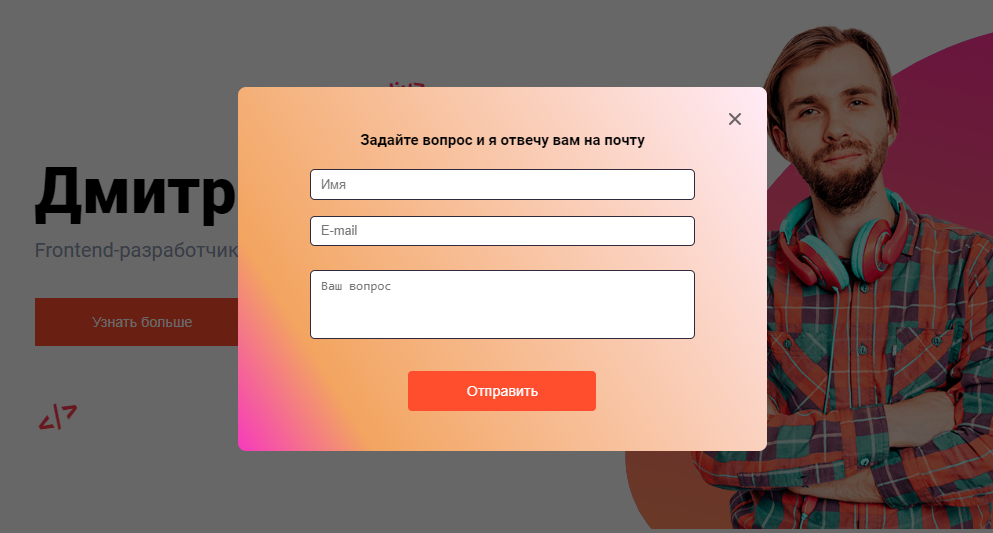 Задайте вопрос и я отвечу вам на почту
Имя
E-mail
Ваш вопрос
Отправить
Дмитр
Frontend-разработчик
Узнать больше
</>